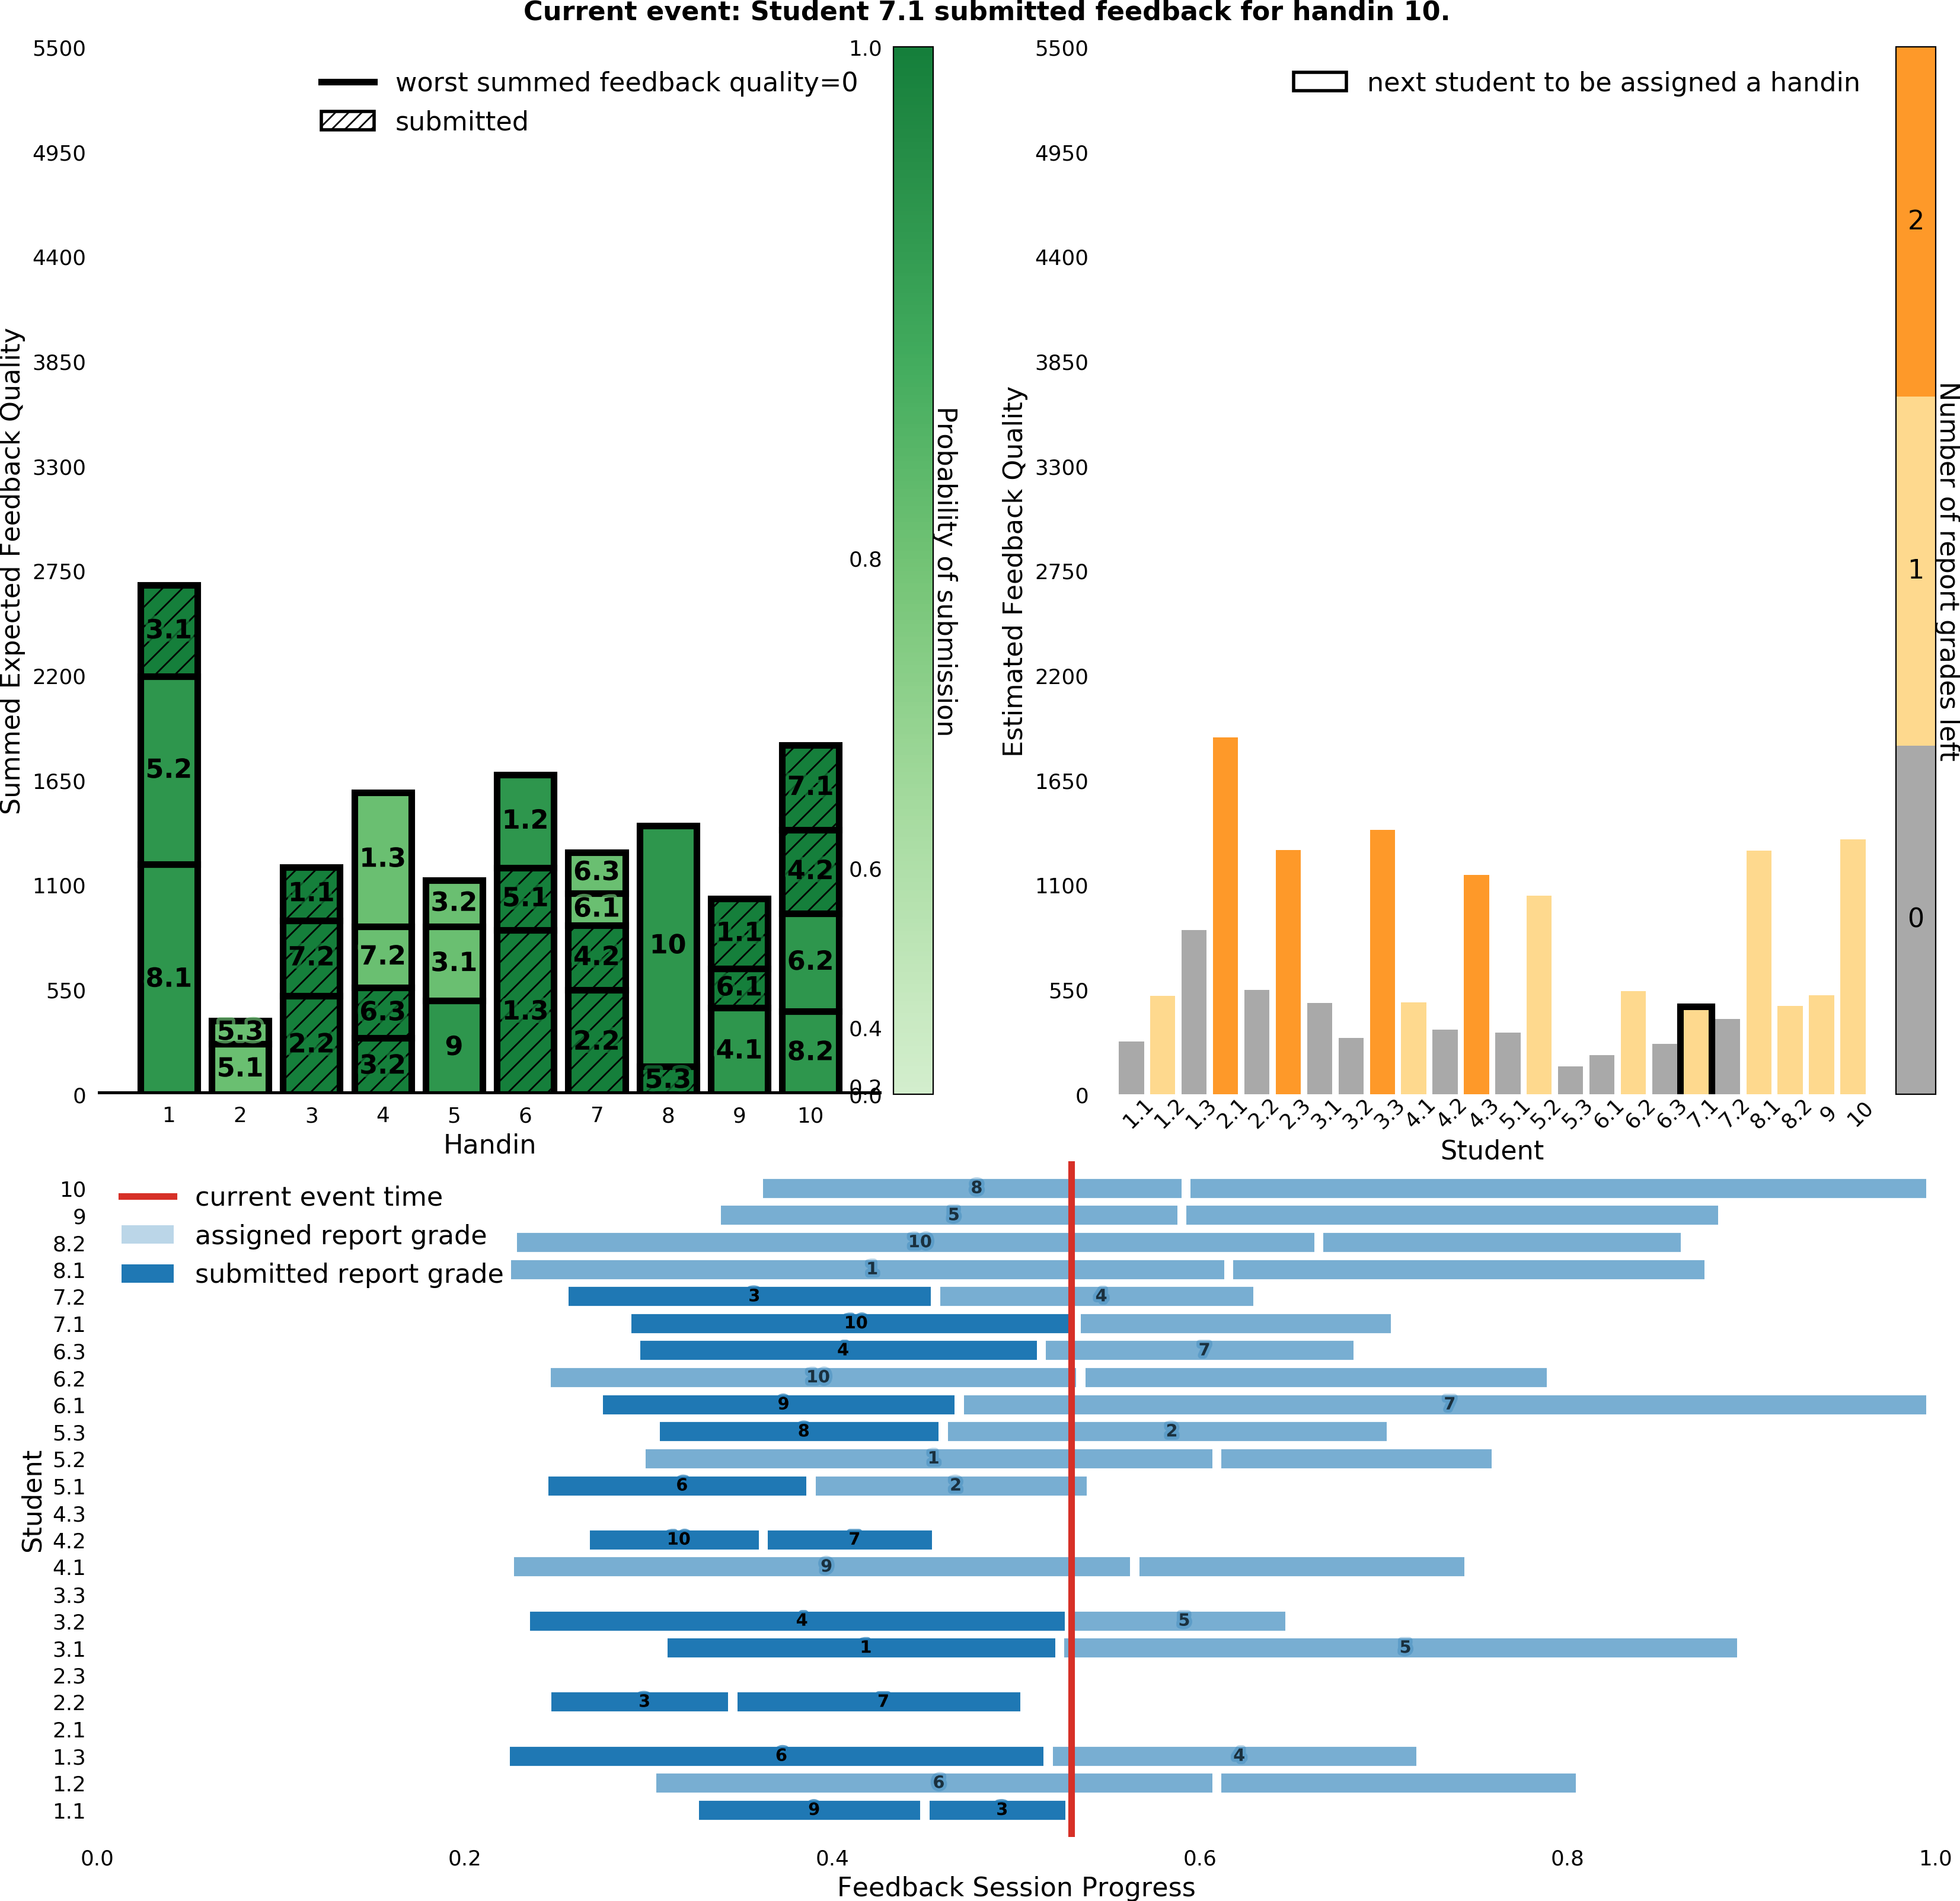 Current event: Student 7.1 submitted feedback for handin 10.
Summed Expected Feedback Quality
5500
4950
4400
3850
3300
2750
2200
1650
1100
550
0
worst summed feedback quality=0
submitted
3.1
5.2
8.1
5.3
5.1
1.1
7.2
2.2
1.3
7.2
6.3
3.2
3.2
3.1
9
1.2
5.1
1.3
6.3
6.1
4.2
2.2
10
5.3
1.1
6.1
4.1
7.1
4.2
6.2
8.2
1 2 3 4 5 6 7 8 9 10
Handin
1.0
0.8
0.6
0.4
0.2
0.0
Probability of submission
Estimated Feedback Quality
5500
4950
4400
3850
3300
2750
2200
1650
1100
550
0
next student to be assigned a handin
1.1 1.2 1.3 2.1 2.2 2.3 3.1 3.2 3.3 4.1 4.2 4.3 5.1 5.2 5.3 6.1 6.2 6.3 7.1 7.2 8.1 8.2 9 10
Student
2
1
0
Number of report grades left
current event time
assigned report grade
submitted report grade
Student
10 8
9 5
8.2 10
8.1 1
7.2 3 4
7.1 10
6.3 4 7
6.2 10
6.1 9 7
5.3 8 2
5.2 1
5.1 6 2
4.3
4.2 10 7
4.1 9
3.3
3.2 4 5
3.1 1 5
2.3
2.2 3 7
2.1
1.3 6 4
1.2 6
1.1 9 3
0.0 0.2 0.4 0.6 0.8 1.0
Feedback Session Progress